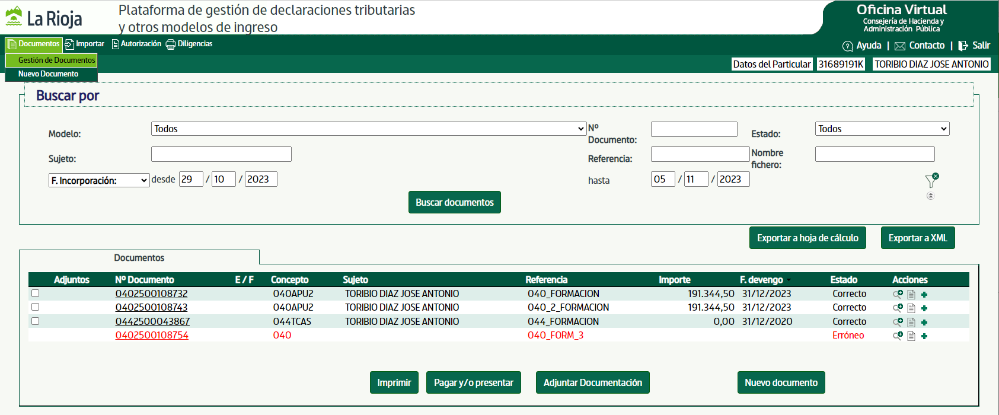 La Rioja
Plataforma de gestión de declaraciones tributarias
y otros modelos de ingreso
Oficina Virtual
Consejería de Hacienda y
Administración Pública
Documentos Importar Autorización Diligencias
Ayuda | Contacto | Salir
Gestión de Documentos
Nuevo Documento
Datos del Particular 31689191K TORIBIO DIAZ JOSE ANTONIO
Buscar por
Modelo: Todos Nº Documento: Estado: Todos
Sujeto: Referencia: Nombre fichero:
F. Incorporación: desde 29 / 10 / 2023 hasta 05 / 11 / 2023
Buscar documentos
Exportar a hoja de cálculo Exportar a XML
Documentos
Adjuntos Nº Documento E / F Concepto Sujeto Referencia Importe F. devengo Estado Acciones
0402500108732 040APU2 TORIBIO DIAZ JOSE ANTONIO 040_FORMACION 191.344,50 31/12/2023 Correcto
0402500108743 040APU2 TORIBIO DIAZ JOSE ANTONIO 040_2_FORMACION 191.344,50 31/12/2023 Correcto
0442500043867 044TCAS TORIBIO DIAZ JOSE ANTONIO 044_FORMACION 0,00 31/12/2020 Correcto
0402500108754 040 040_FORM_3 Erróneo
Imprimir Pagar y/o presentar Adjuntar Documentación Nuevo documento